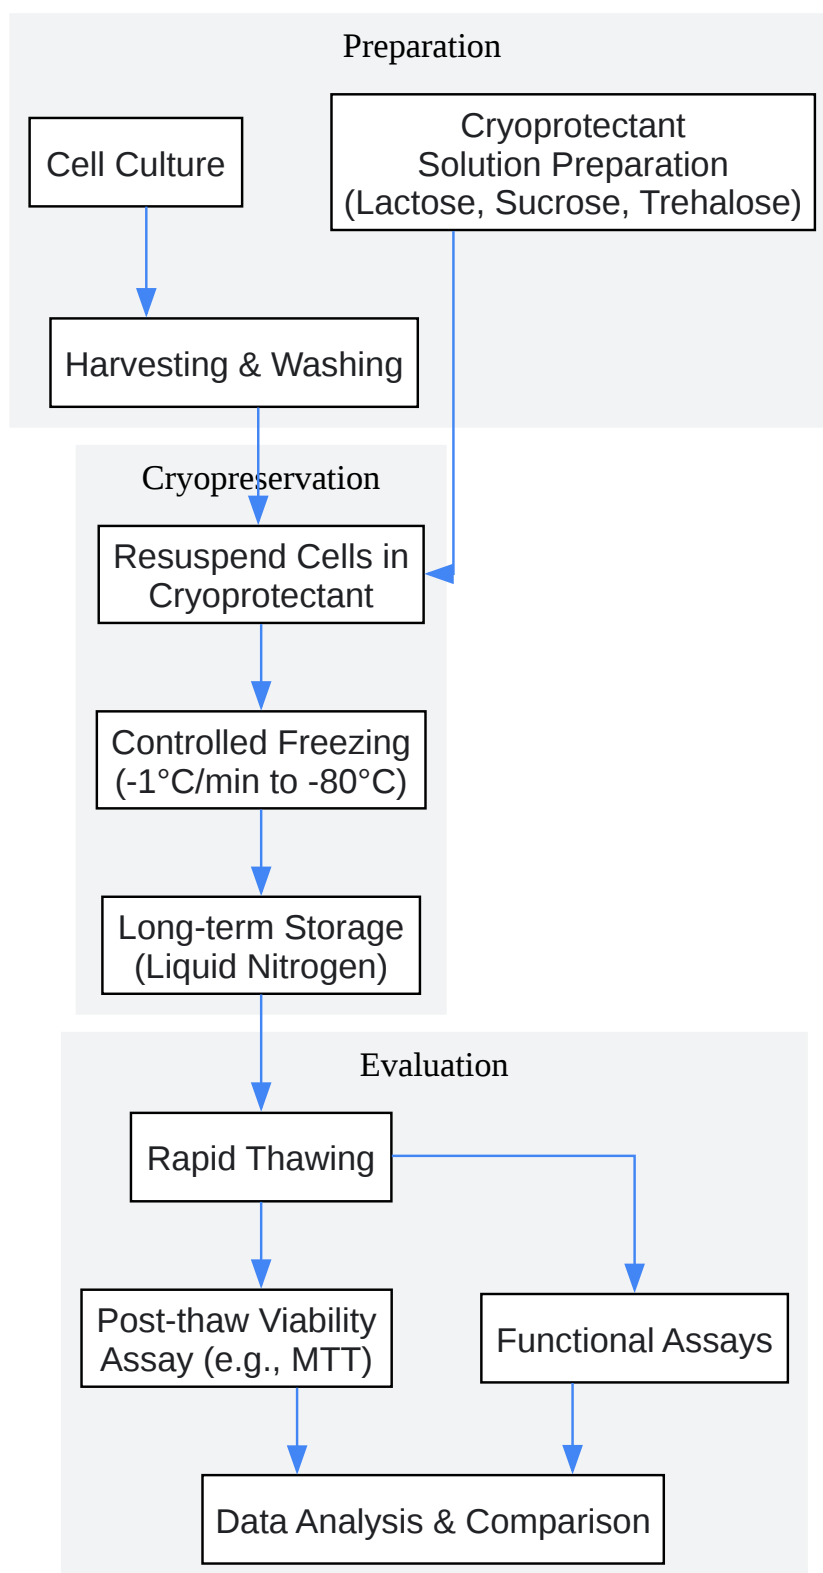 Preparation
Cell Culture
Cryoprotectant
Solution Preparation
(Lactose, Sucrose, Trehalose)
Harvesting & Washing
Cryopreservation
Resuspend Cells in
Cryoprotectant
Controlled Freezing
(-1°C/min to -80°C)
Long-term Storage
(Liquid Nitrogen)
Evaluation
Rapid Thawing
Post-thaw Viability
Assay (e.g., MTT)
Functional Assays
Data Analysis & Comparison